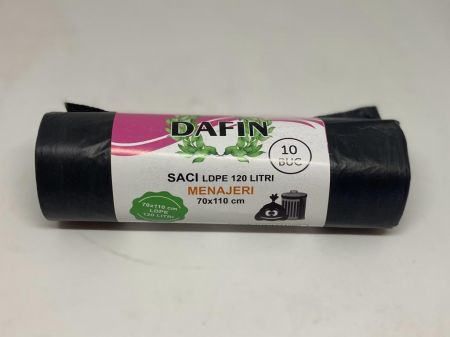 DAFIN
10
BUC
SACI LDPE 120 LITRI
MENAJERI
70x110 cm
70x110 cm
LDPE
120 LITRI